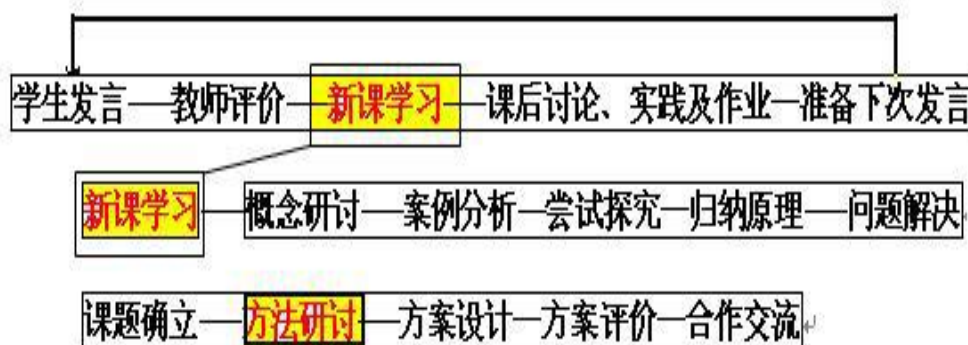 学生发言——教师评价——新课学习——课后讨论、实践及作业—准备下次发言
新课学习——概念研讨——案例分析—尝试探究—归纳原理——问题解决
课题确立——方法研讨——方案设计—方案评价—合作交流